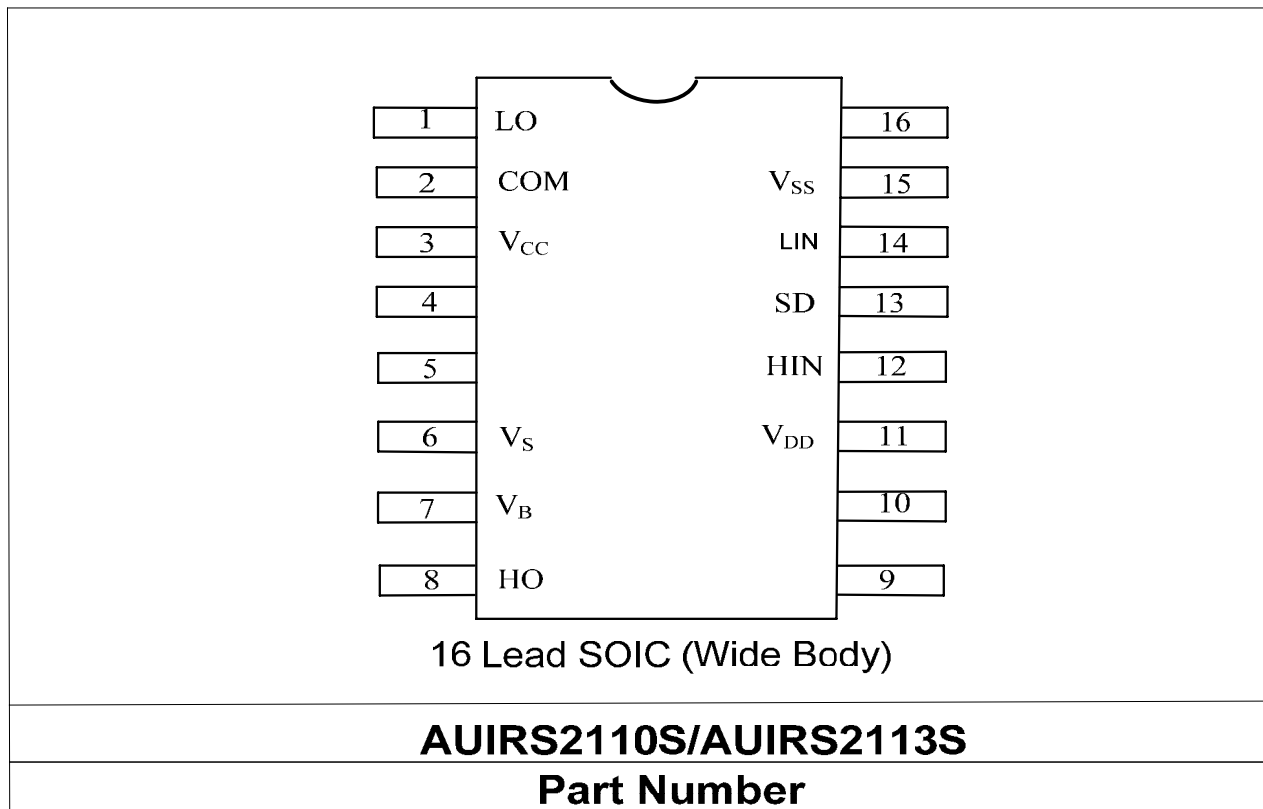 1 LO 16
2 COM VSS 15
3 VCC LIN 14
4 SD 13
5 HIN 12
6 VS VDD 11
7 VB 10
8 HO 9
16 Lead SOIC (Wide Body)
AUIRS2110S/AUIRS2113S
Part Number